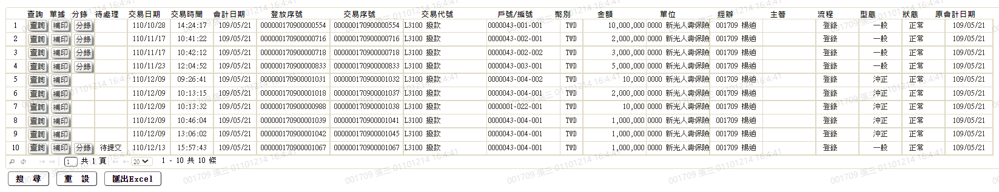 查詢 單據 分錄 待處理 交易日期 交易時間 會計日期 登放序號 交易序號 交易代號 戶號/編號 幣別 金額 單位 經辦 主管 流程 型態 狀態 原會計日期
1 查詢 補印 分錄 110/10/28 14:24:17 109/05/21 000000170900000554 000000170900000554 L3100 撥款 0000043-001-001 TWD 10,000,000 0000 新光人壽保險 001709 楊逍 登錄 一般 正常 109/05/21
2 查詢 補印 分錄 110/11/17 10:41:22 109/05/21 000000170900000716 000000170900000716 L3100 撥款 0000043-002-001 TWD 2,000,000 0000 新光人壽保險 001709 楊逍 登錄 一般 正常 109/05/21
3 查詢 補印 分錄 110/11/17 10:42:12 109/05/21 000000170900000718 000000170900000718 L3100 撥款 0000043-002-002 TWD 3,000,000 0000 新光人壽保險 001709 楊逍 登錄 一般 正常 109/05/21
4 查詢 補印 分錄 110/11/23 12:04:52 109/05/21 000000170900000833 000000170900000833 L3100 撥款 0000043-003-001 TWD 5,000,000 0000 新光人壽保險 001709 楊逍 登錄 一般 正常 109/05/21
5 查詢 補印 110/12/09 09:26:41 109/05/21 000000170900001031 000000170900001032 L3100 撥款 0000043-004-002 TWD 10,000 0000 新光人壽保險 001709 楊逍 登錄 沖正 正常 109/05/21
6 查詢 補印 110/12/09 10:13:15 109/05/21 000000170900001018 000000170900001037 L3100 撥款 0000043-004-001 TWD 2,000,000 0000 新光人壽保險 001709 楊逍 登錄 沖正 正常 109/05/21
7 查詢 補印 110/12/09 10:13:32 109/05/21 000000170900000988 000000170900001038 L3100 撥款 0000001-022-001 TWD 10,000 0000 新光人壽保險 001709 楊逍 登錄 沖正 正常 109/05/21
8 查詢 補印 110/12/09 10:46:04 109/05/21 000000170900001039 000000170900001041 L3100 撥款 0000043-004-001 TWD 1,000,000 0000 新光人壽保險 001709 楊逍 登錄 沖正 正常 109/05/21
9 查詢 補印 110/12/09 13:06:02 109/05/21 000000170900001042 000000170900001045 L3100 撥款 0000043-004-001 TWD 1,000,000 0000 新光人壽保險 001709 楊逍 登錄 沖正 正常 109/05/21
10 查詢 補印 分錄 待提交 110/12/13 15:57:43 109/05/21 000000170900001067 000000170900001067 L3100 撥款 0000043-004-001 TWD 1,000,000 0000 新光人壽保險 001709 楊逍 登錄 一般 正常 109/05/21
1 共 1 頁 20 1 - 10 共 10 條
搜 尋 重 設 匯出Excel
001709 張三 01101214 16:4:41